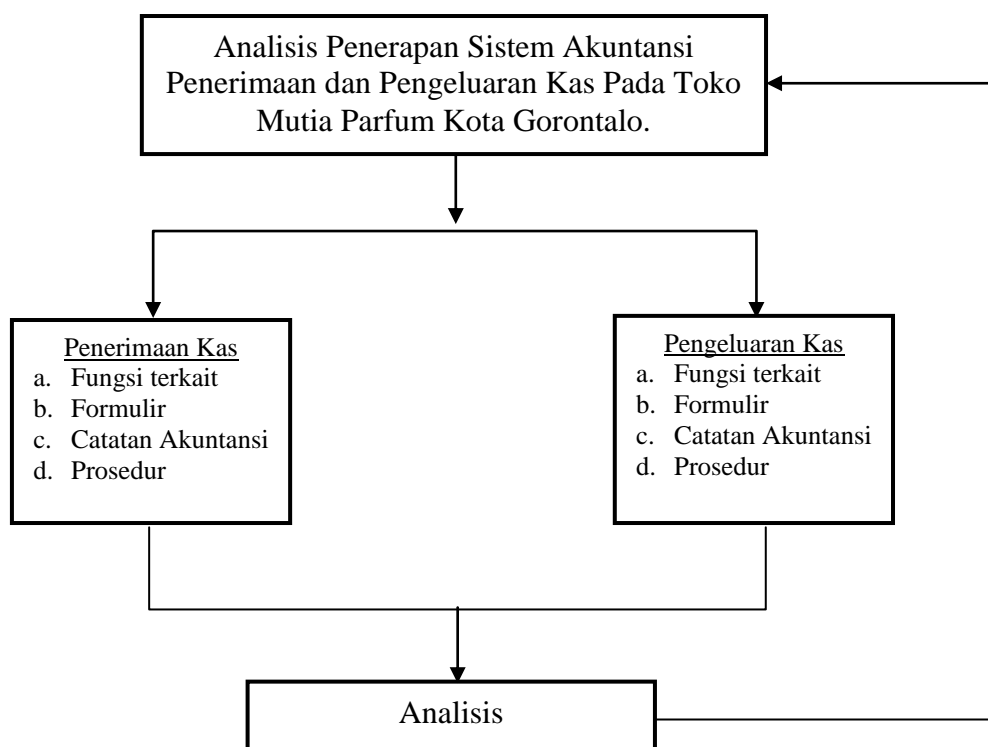 Analisis Penerapan Sistem Akuntansi
Penerimaan dan Pengeluaran Kas Pada Toko
Mutia Parfum Kota Gorontalo.
Penerimaan Kas
a. Fungsi terkait
b. Formulir
c. Catatan Akuntansi
d. Prosedur
Pengeluaran Kas
a. Fungsi terkait
b. Formulir
c. Catatan Akuntansi
d. Prosedur
Analisis